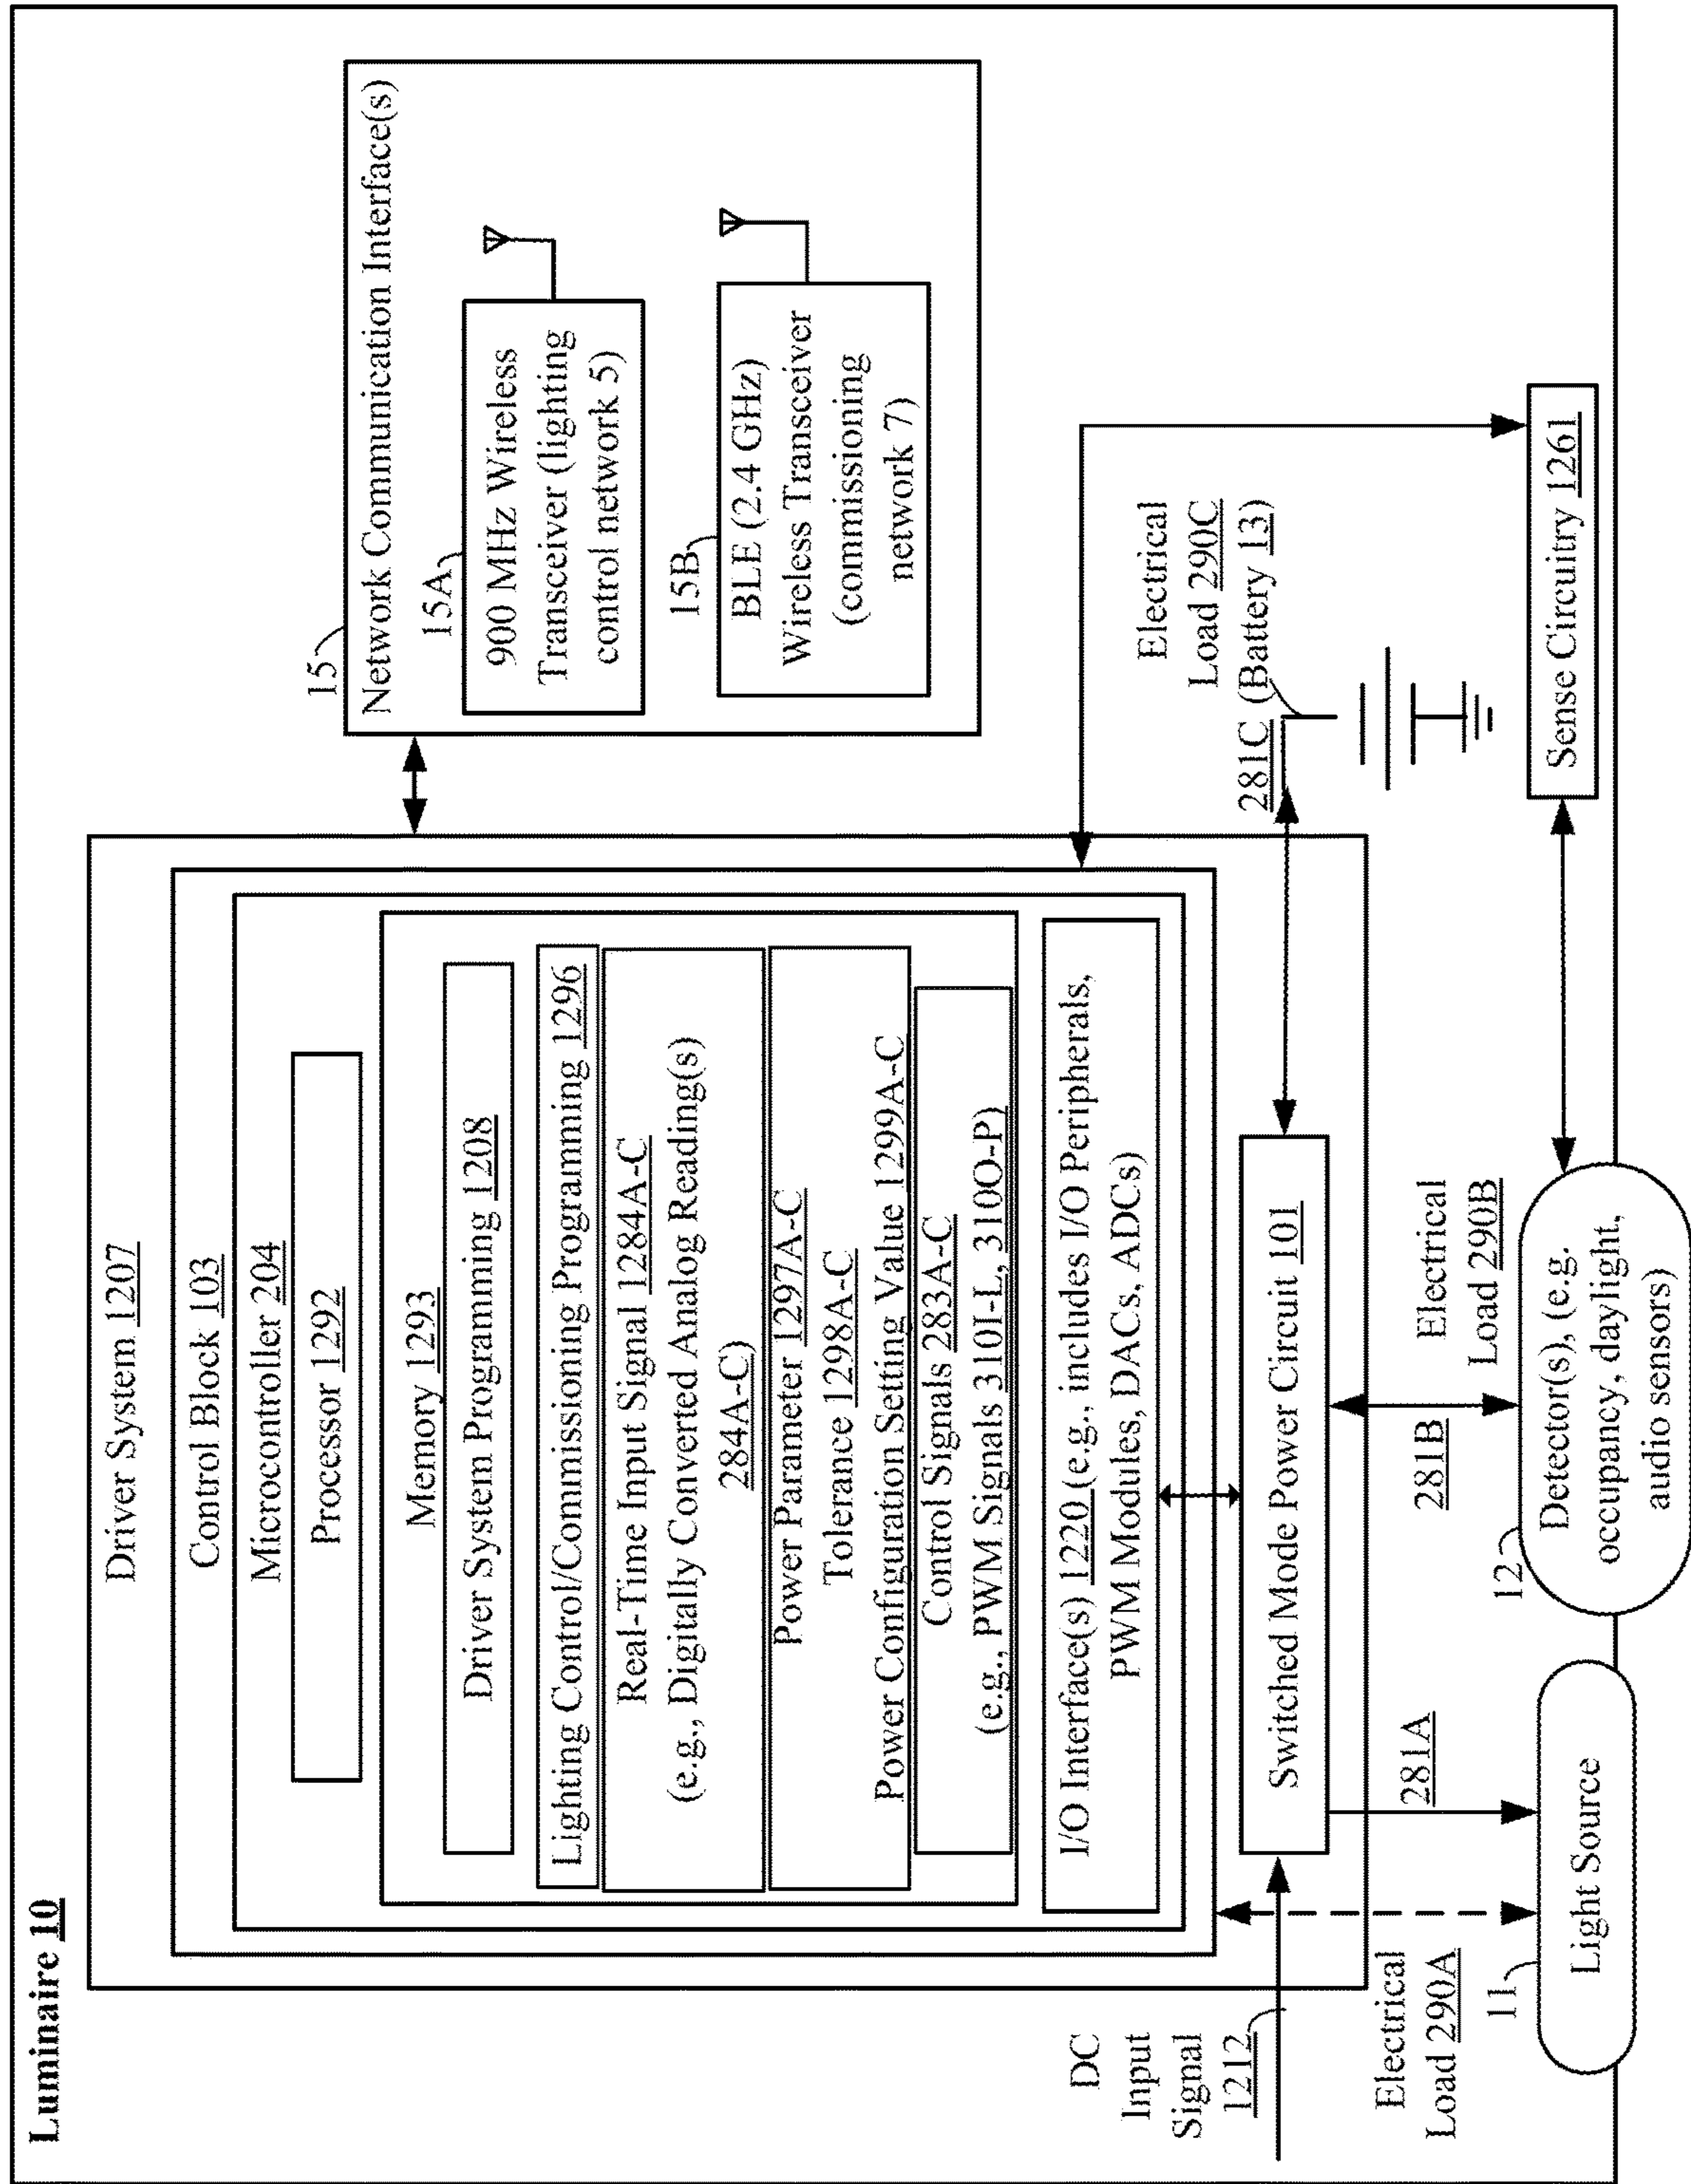 Luminaire 10
Driver System 1207
Control Block 103
Microcontroller 204
Processor 1292
Memory 1293
Driver System Programming 1208
Lighting Control/Commissioning Programming 1296
Real-Time Input Signal 1284A-C
(e.g., Digitally Converted Analog Reading(s)
284A-C)
Power Parameter 1297A-C
Tolerance 1298A-C
Power Configuration Setting Value 1299A-C
Control Signals 283A-C
(e.g., PWM Signals 310I-L, 310O-P)
I/O Interface(s) 1220 (e.g., includes I/O Peripherals,
PWM Modules, DACs, ADCs)
Switched Mode Power Circuit 101
15
Network Communication Interface(s)
15A
900 MHz Wireless
Transceiver (lighting
control network 5)
15B
BLE (2.4 GHz)
Wireless Transceiver
(commissioning
network 7)
DC
Input
Signal
1212
Electrical
Load 290A
281A
11
Light Source
281B
Electrical
Load 290B
12
Detector(s), (e.g.
occupancy, daylight,
audio sensors)
Electrical
Load 290C
281C (Battery 13)
Sense Circuitry 1261